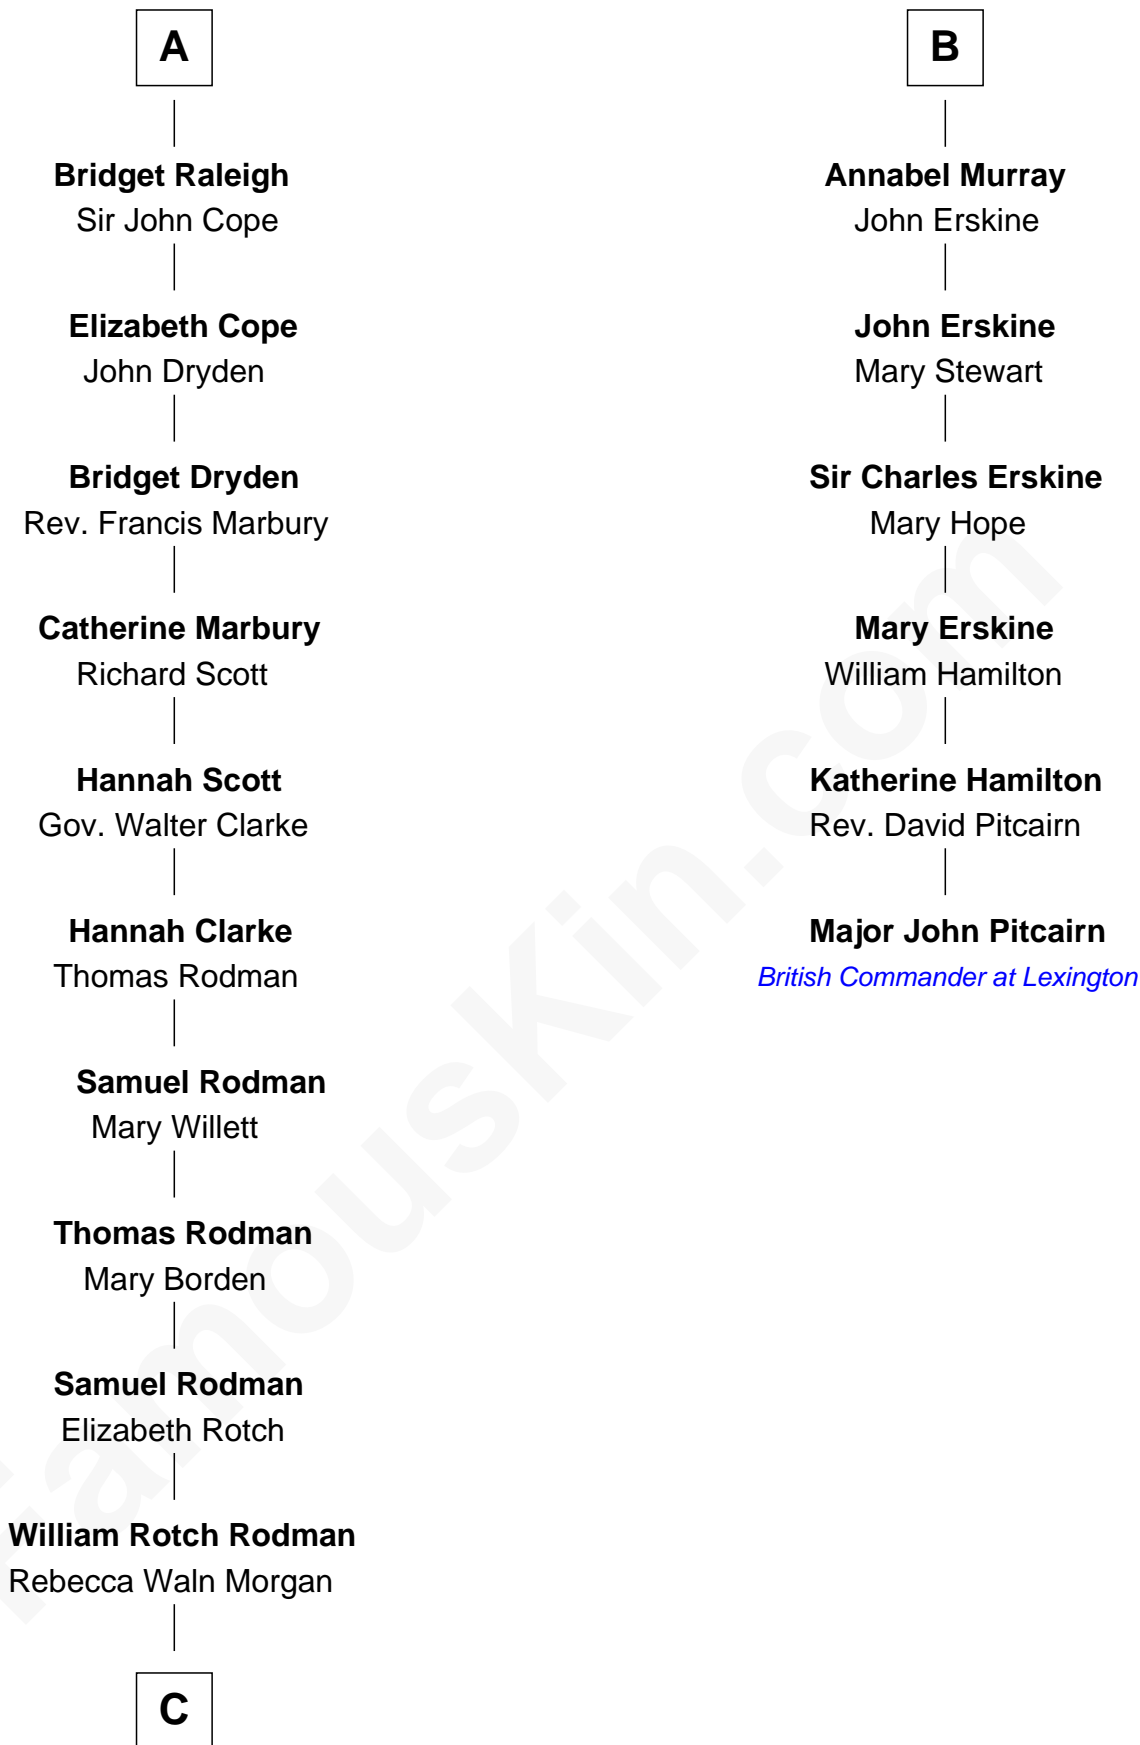 A
Bridget Raleigh
Sir John Cope
Elizabeth Cope
John Dryden
Bridget Dryden
Rev. Francis Marbury
Catherine Marbury
Richard Scott
Hannah Scott
Gov. Walter Clarke
Hannah Clarke
Thomas Rodman
Samuel Rodman
Mary Willett
Thomas Rodman
Mary Borden
Samuel Rodman
Elizabeth Rotch
William Rotch Rodman
Rebecca Waln Morgan
C
B
Annabel Murray
John Erskine
John Erskine
Mary Stewart
Sir Charles Erskine
Mary Hope
Mary Erskine
William Hamilton
Katherine Hamilton
Rev. David Pitcairn
Major John Pitcairn
British Commander at Lexington
FamousKin.com